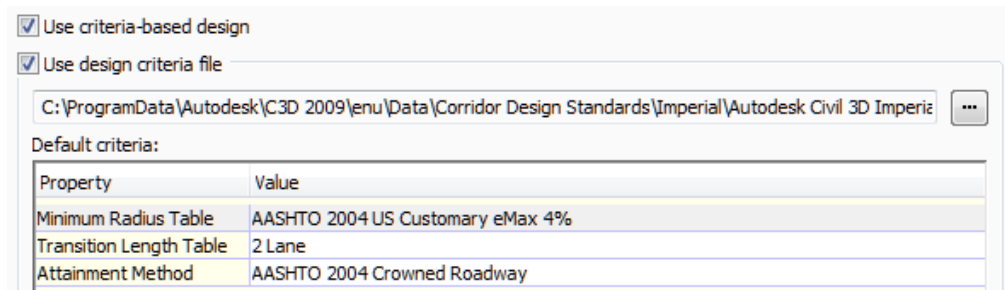 Use criteria-based design
Use design criteria file
C:\ProgramData\Autodesk\C3D 2009\enu\Data\Corridor Design Standards\Imperial\Autodesk Civil 3D Imperia
...
Default criteria:
Property Value
Minimum Radius Table AASHTO 2004 US Customary eMax 4%
Transition Length Table 2 Lane
Attainment Method AASHTO 2004 Crowned Roadway